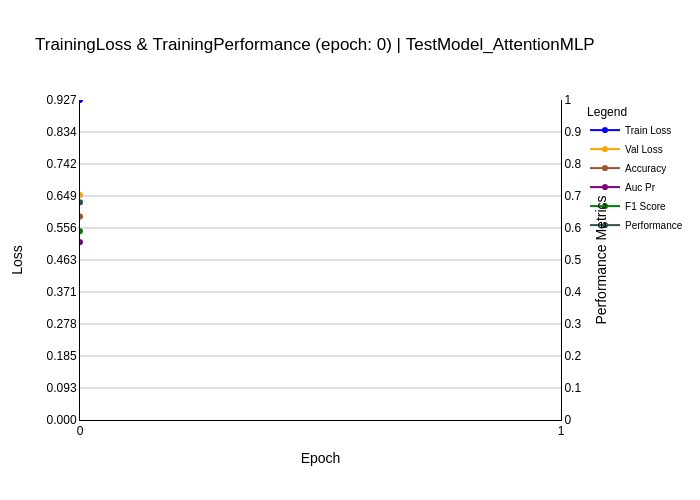 TrainingLoss & TrainingPerformance (epoch: 0) | TestModel_AttentionMLP
Loss
0.927
0.834
0.742
0.649
0.556
0.463
0.371
0.278
0.185
0.093
0.000
0
1
Epoch
1
0.9
0.8
0.7
0.6
0.5
0.4
0.3
0.2
0.1
0
Performance Metrics
Legend
Train Loss
Val Loss
Accuracy
Auc Pr
F1 Score
Performance